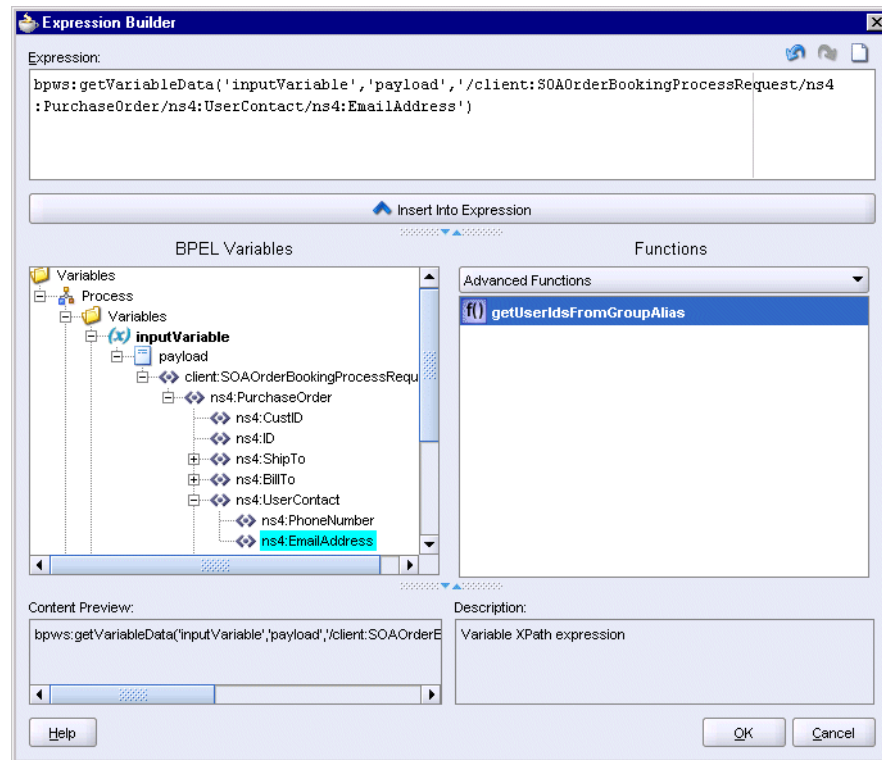 Expression Builder
Expression:
bpws:getVariableData('inputVariable','payload','/client:SOAOrderBookingProcessRequest/ns4
:PurchaseOrder/ns4:UserContact/ns4:EmailAddress')
Insert Into Expression
BPEL Variables
Functions
Variables
Process
Variables
(x) inputVariable
payload
client:SOAOrderBookingProcessRequ
ns4:PurchaseOrder
ns4:CustID
ns4:ID
ns4:ShipTo
ns4:BillTo
ns4:UserContact
ns4:PhoneNumber
ns4:EmailAddress
Advanced Functions
f() getUserIdsFromGroupAlias
Content Preview:
bpws:getVariableData('inputVariable','payload','/client:SOAOrderE
Description:
Variable XPath expression
Help
OK
Cancel